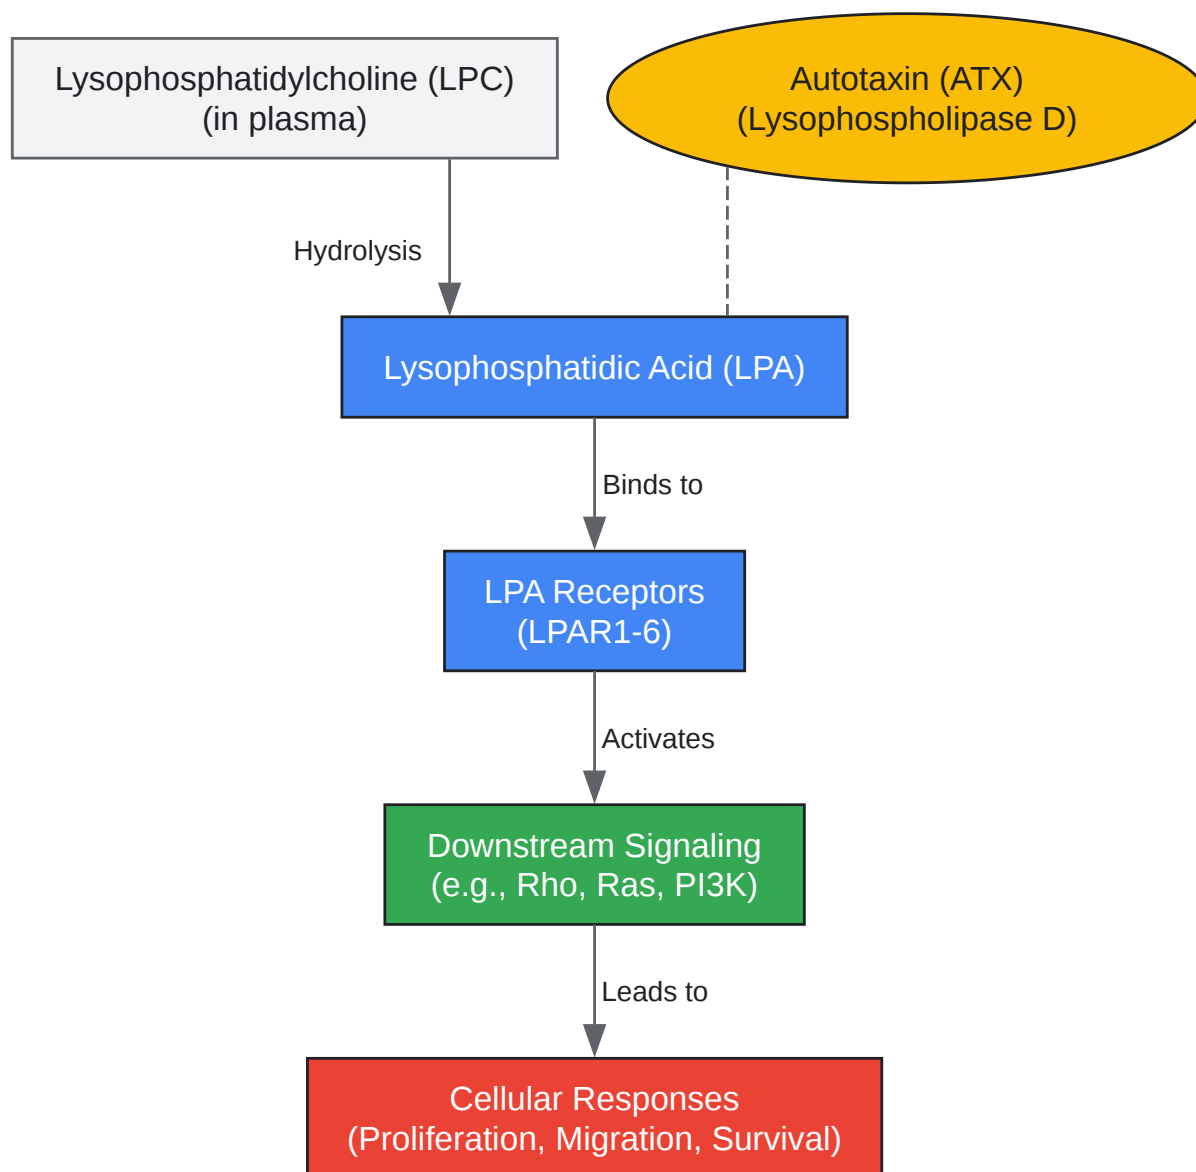 Lysophosphatidylcholine (LPC)
(in plasma)
Autotaxin (ATX)
(Lysophospholipase D)
Hydrolysis
Lysophosphatidic Acid (LPA)
Binds to
LPA Receptors
(LPAR1-6)
Activates
Downstream Signaling
(e.g., Rho, Ras, PI3K)
Leads to
Cellular Responses
(Proliferation, Migration, Survival)